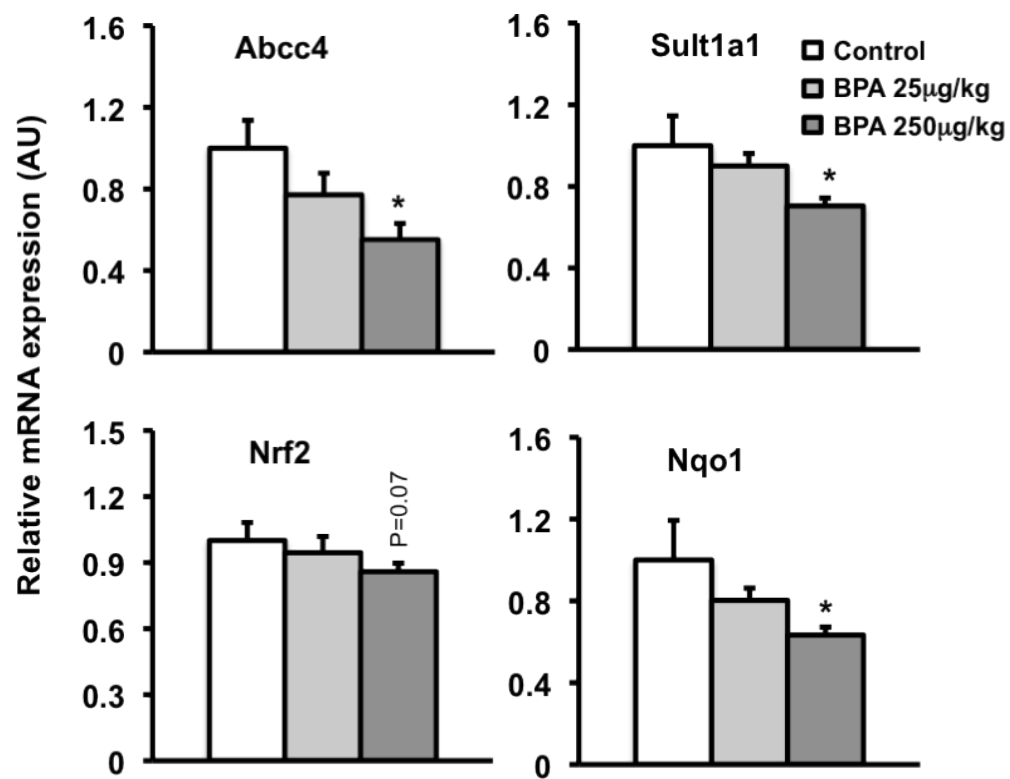 Relative mRNA expression (AU)
Abcc4
1.6
1.2
0.8
0.4
0
*
Sult1a1
1.6
1.2
0.8
0.4
0
*
Control
BPA 25μg/kg
BPA 250μg/kg
Nrf2
1.5
1.2
0.9
0.6
0.3
0
P=0.07
Nqo1
1.6
1.2
0.8
0.4
0
*